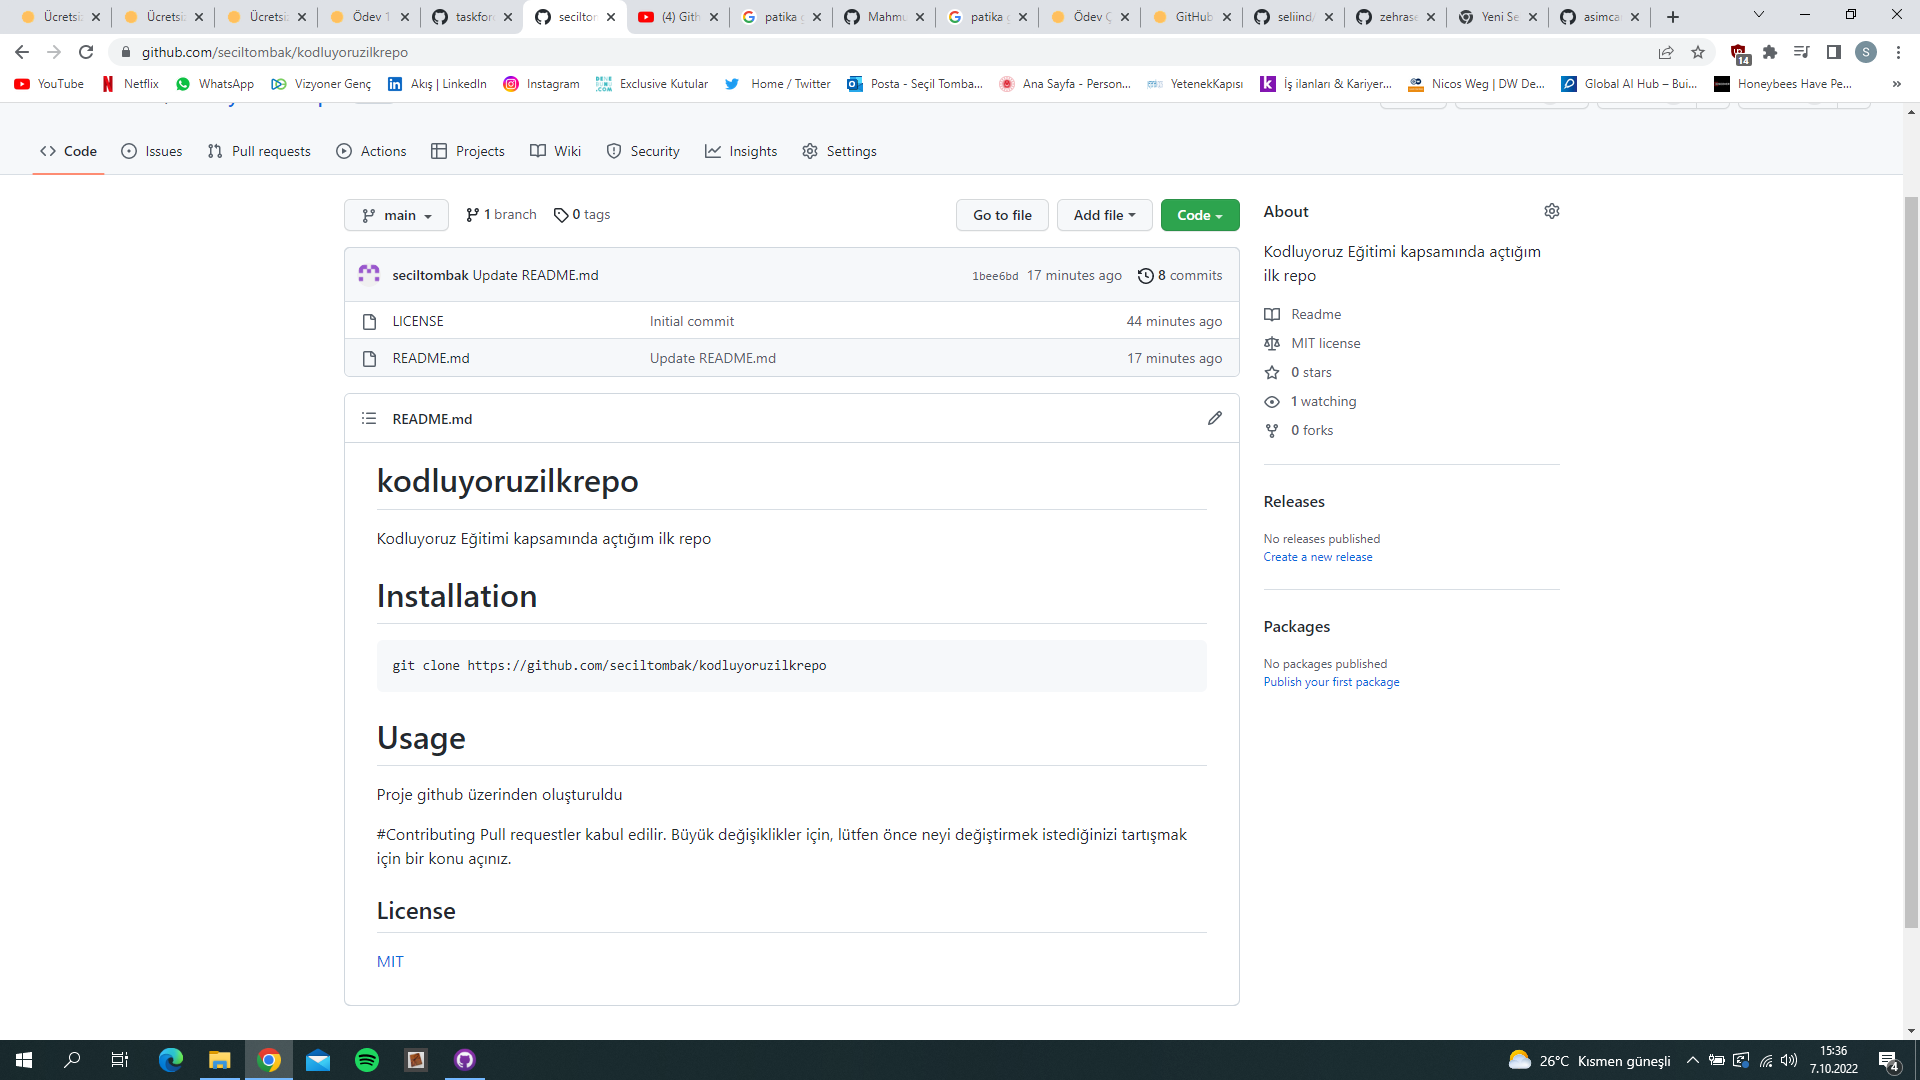 Ücretsi
Ücretsi
Ücretsi
Ödev 1
taskfor
secilto
(4) Gith
patika
Mahmu
patika
Ödev Ç
GitHub
seliind
zehrase
Yeni Se
asimca
github.com/seciltombak/kodluyoruzilkrepo
14
S
YouTube
Netflix
WhatsApp
Vizyoner Genç
Akış | LinkedIn
Instagram
Exclusive Kutular
Home / Twitter
Posta - Seçil Tomba...
Ana Sayfa - Person...
YetenekKapısı
İş ilanları & Kariyer...
Nicos Weg | DW De...
Global AI Hub – Bui...
Honeybees Have Pe...
»
Code
Issues
Pull requests
Actions
Projects
Wiki
Security
Insights
Settings
main
1 branch
0 tags
Go to file
Add file
Code
seciltombak Update README.md
1bee6bd 17 minutes ago
8 commits
LICENSE
Initial commit
44 minutes ago
README.md
Update README.md
17 minutes ago
README.md
kodluyoruzilkrepo
Kodluyoruz Eğitimi kapsamında açtığım ilk repo
Installation
git clone https://github.com/seciltombak/kodluyoruzilkrepo
Usage
Proje github üzerinden oluşturuldu
#Contributing Pull requestler kabul edilir. Büyük değişiklikler için, lütfen önce neyi değiştirmek istediğinizi tartışmak
için bir konu açınız.
License
MIT
About
Kodluyoruz Eğitimi kapsamında açtığım
ilk repo
Readme
MIT license
0 stars
1 watching
0 forks
Releases
No releases published
Create a new release
Packages
No packages published
Publish your first package
26°C Kısmen güneşli
15:36
7.10.2022
4